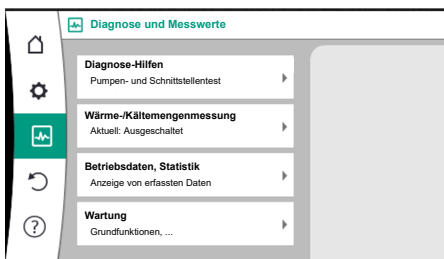 Diagnose und Messwerte
Diagnose-Hilfen
Pumpen- und Schnittstellentest
Wärme-/Kältemengenmessung
Aktuell: Ausgeschaltet
Betriebsdaten, Statistik
Anzeige von erfassten Daten
Wartung
Grundfunktionen, ...
?